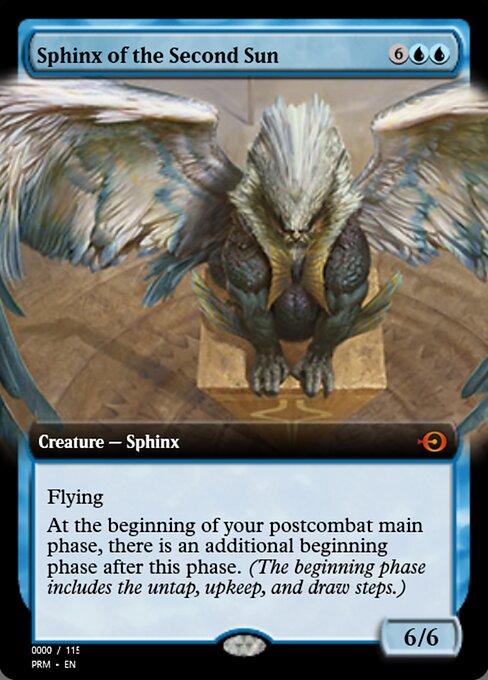 Sphinx of the Second Sun 6
Creature — Sphinx
Flying
At the beginning of your postcombat main
phase, there is an additional beginning
phase after this phase. (The beginning phase
includes the untap, upkeep, and draw steps.)
6/6
0000 / 115
PRM • EN